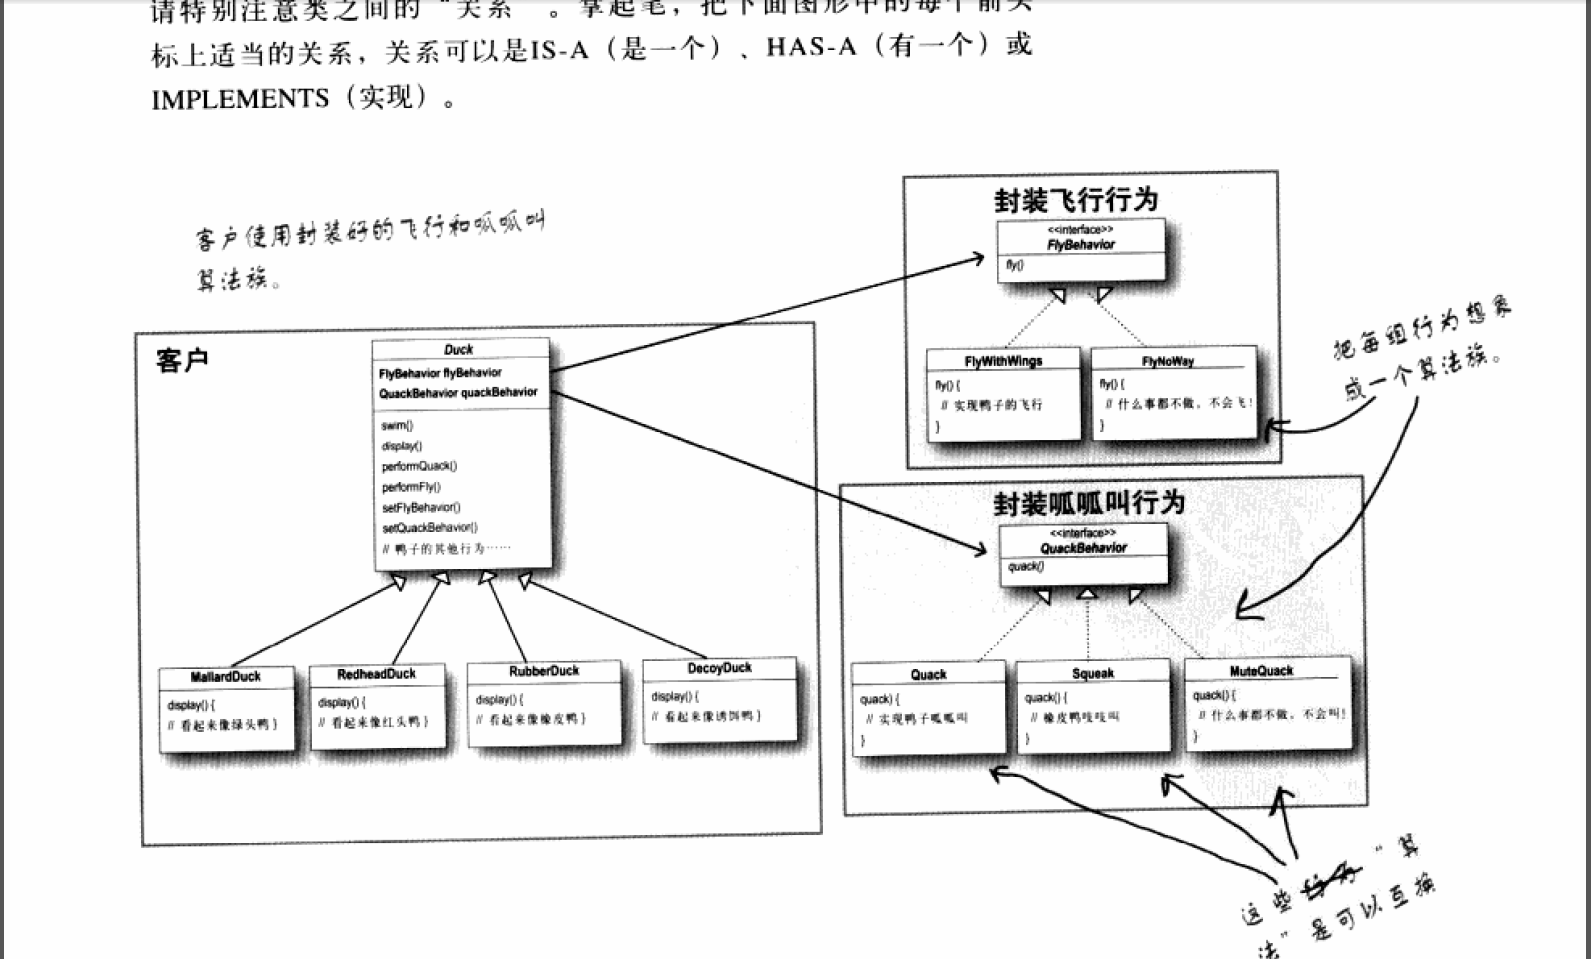 请特别注意类之间的“关系”。拿起笔，把下面图形中的每个箭头
标上适当的关系，关系可以是IS-A（是一个）、HAS-A（有一个）或
IMPLEMENTS（实现）。
客户使用封装好的飞行和呱呱叫
算法族。
客户
Duck
FlyBehavior flyBehavior
QuackBehavior quackBehavior
swim()
display()
performQuack()
performFly()
setFlyBehavior()
setQuackBehavior()
// 鸭子的其他行为……
MallardDuck
display() {
// 看起来像绿头鸭 }
RedheadDuck
display() {
// 看起来像红头鸭 }
RubberDuck
display() {
// 看起来像橡皮鸭 }
DecoyDuck
display() {
// 看起来像诱饵鸭 }
封装飞行行为
<<interface>>
FlyBehavior
fly()
FlyWithWings
fly() {
// 实现鸭子的飞行
}
FlyNoWay
fly() {
// 什么事都不做，不会飞！
}
把每组行为想象
成一个算法族。
封装呱呱叫行为
<<interface>>
QuackBehavior
quack()
Quack
quack) {
// 实现鸭子呱呱叫
}
Squeak
quack() {
// 橡皮鸭吱吱叫
}
MuteQuack
quack() {
// 什么事都不做，不会叫！
}
这些行为“算
法”是可以互换